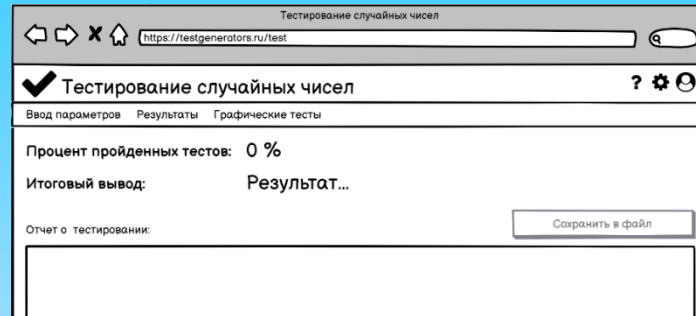 Тестирование случайных чисел
https://testgenerators.ru/test
Тестирование случайных чисел ?
Ввод параметров Результаты Графические тесты
Процент пройденных тестов: 0 %
Итоговый вывод: Результат...
Отчет о тестировании: Сохранить в файл